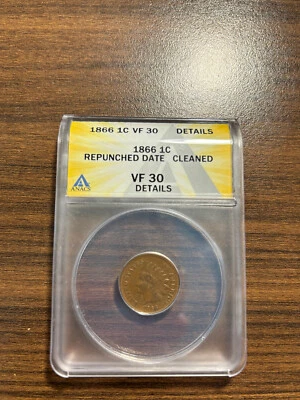 1866 1C VF 30 DETAILS
1866 1C
REPUNCHED DATE CLEANED
VF 30
DETAILS
ANACS